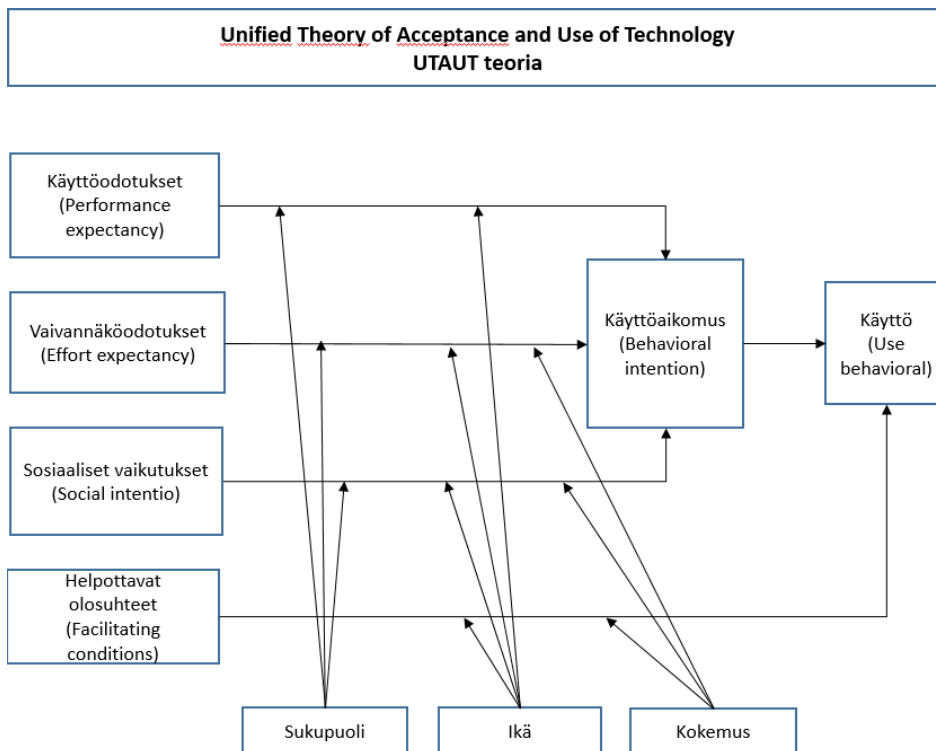 Unified Theory of Acceptance and Use of Technology
UTAUT teoria
Käyttöodotukset
(Performance
expectancy)
Vaivannäköodotukset
(Effort expectancy)
Käyttöaikomus
(Behavioral
intention)
Käyttö
(Use
behavioral)
Sosiaaliset vaikutukset
(Social intentio)
Helpottavat
olosuhteet
(Facilitating
conditions)
Sukupuoli
Ikä
Kokemus